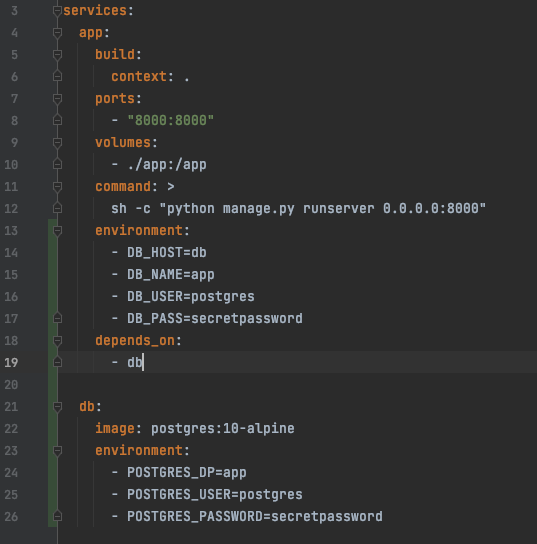 3 services:
4 app:
5 build:
6 context: .
7 ports:
8 - "8000:8000"
9 volumes:
10 - ./app:/app
11 command: >
12 sh -c "python manage.py runserver 0.0.0.0:8000"
13 environment:
14 - DB_HOST=db
15 - DB_NAME=app
16 - DB_USER=postgres
17 - DB_PASS=secretpassword
18 depends_on:
19 - db
20
21 db:
22 image: postgres:10-alpine
23 environment:
24 - POSTGRES_DP=app
25 - POSTGRES_USER=postgres
26 - POSTGRES_PASSWORD=secretpassword